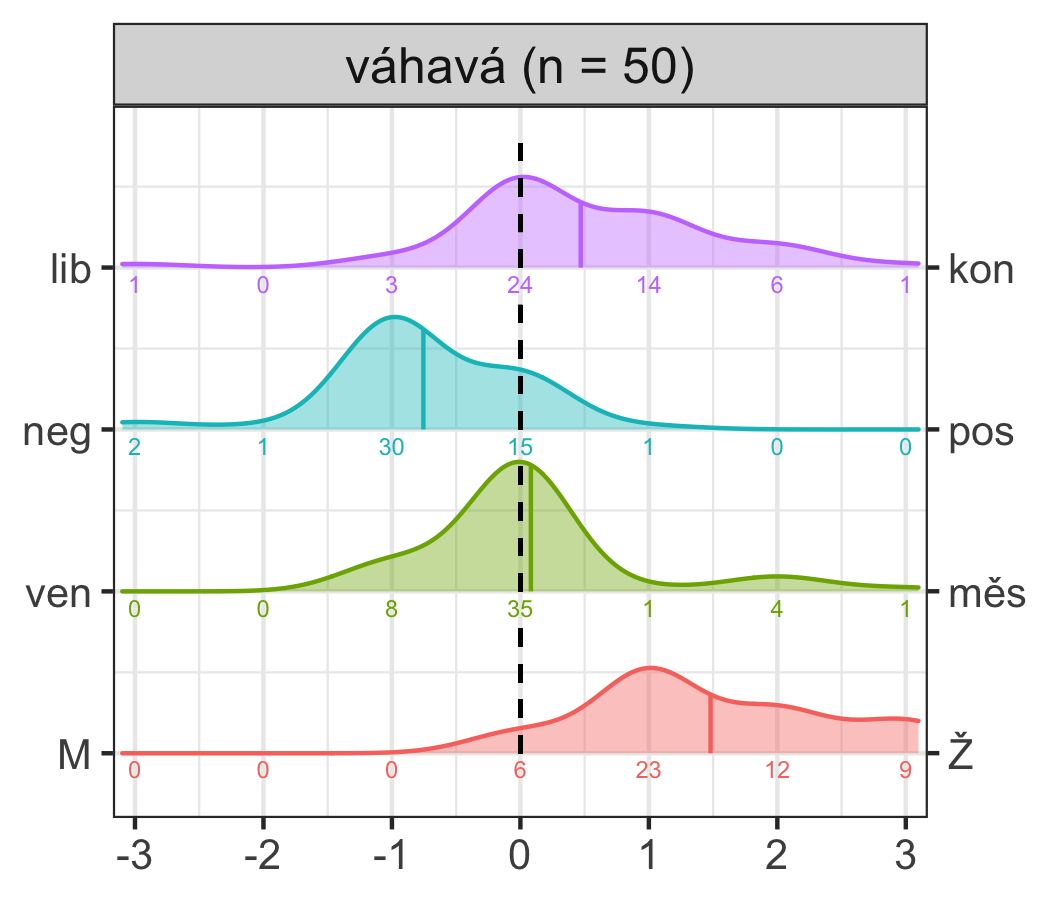 váhavá (n = 50)
lib kon
1 0 3 24 14 6 1
neg pos
2 1 30 15 1 0 0
ven měs
0 0 8 35 1 4 1
M Ž
0 0 0 6 23 12 9
-3 -2 -1 0 1 2 3